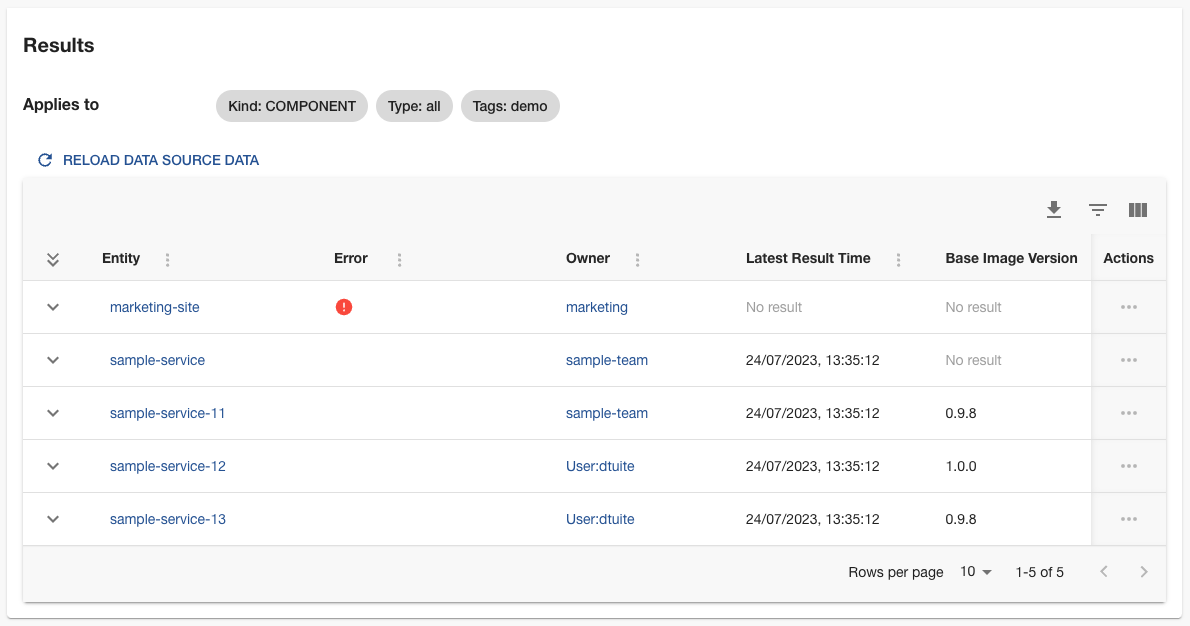 Results
Applies to Kind: COMPONENT Type: all Tags: demo
RELOAD DATA SOURCE DATA
Entity Error Owner Latest Result Time Base Image Version Actions
marketing-site marketing No result No result
sample-service sample-team 24/07/2023, 13:35:12 No result
sample-service-11 sample-team 24/07/2023, 13:35:12 0.9.8
sample-service-12 User:dtuite 24/07/2023, 13:35:12 1.0.0
sample-service-13 User:dtuite 24/07/2023, 13:35:12 0.9.8
Rows per page 10 1-5 of 5